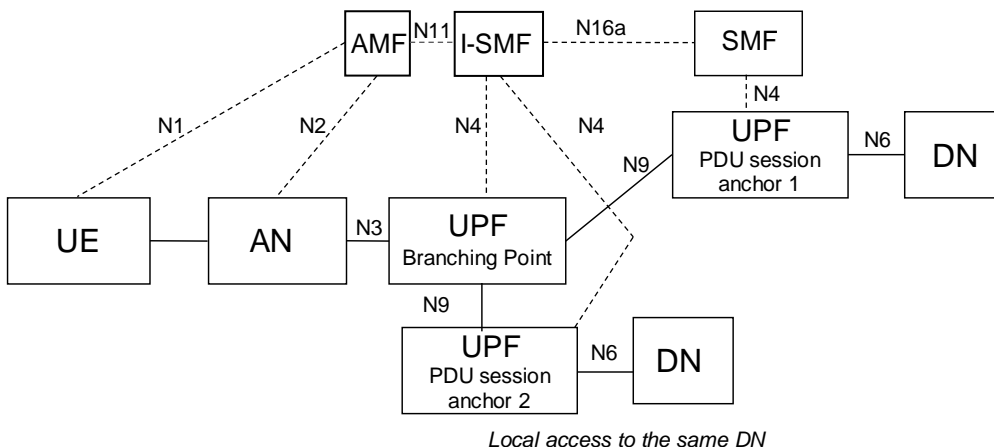 N11
N16a
AMF
I-SMF
SMF
N1
N2
N4
N4
N4
UPF
PDU session
anchor 1
N6
DN
N9
UE
AN
N3
UPF
Branching Point
N9
UPF
PDU session
anchor 2
N6
DN
Local access to the same DN